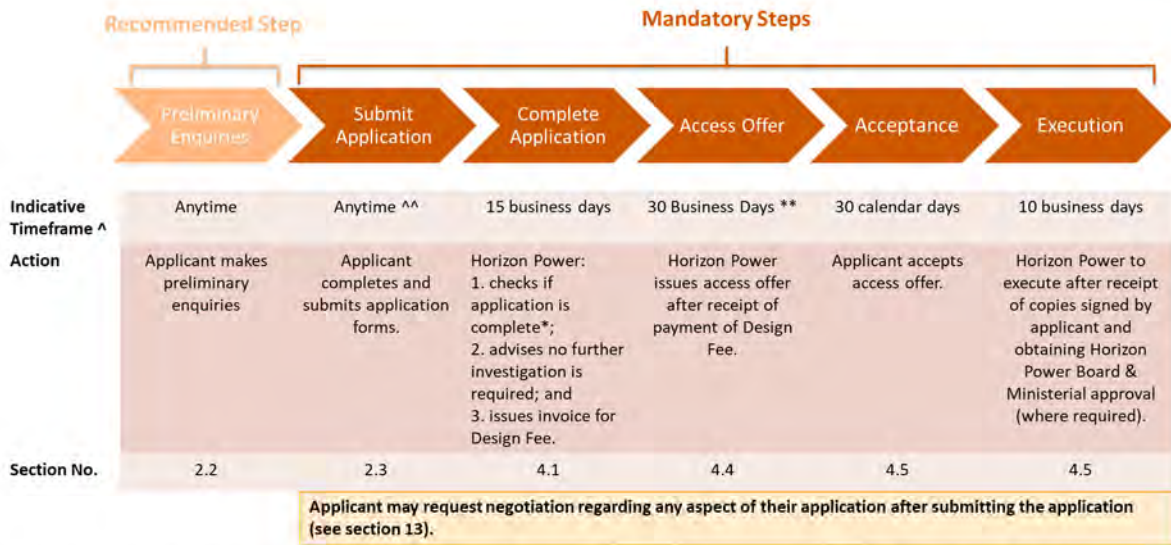 Recommended Step
Mandatory Steps
Preliminary
Enquiries
Submit
Application
Complete
Application
Access Offer
Acceptance
Execution
Indicative
Timeframe ^
Anytime
Anytime ^^
15 business days
30 Business Days **
30 calendar days
10 business days
Action
Applicant makes
preliminary
enquiries
Applicant
completes and
submits application
forms.
Horizon Power:
1. checks if
application is
complete*;
2. advises no further
investigation is
required; and
3. issues invoice for
Design Fee.
Horizon Power
issues access offer
after receipt of
payment of Design
Fee.
Applicant accepts
access offer.
Horizon Power to
execute after receipt
of copies signed by
applicant and
obtaining Horizon
Power Board &
Ministerial approval
(where required).
Section No.
2.2
2.3
4.1
4.4
4.5
4.5
Applicant may request negotiation regarding any aspect of their application after submitting the application
(see section 13).